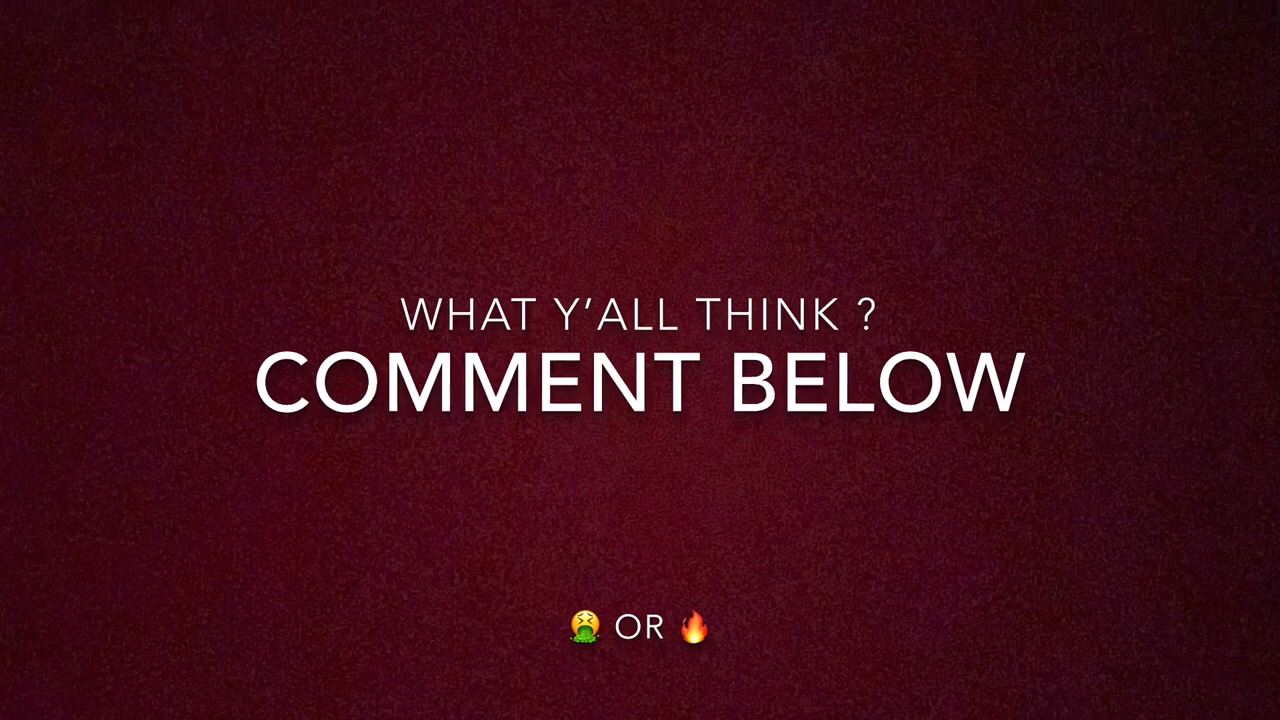 WHAT Y’ALL THINK ?
COMMENT BELOW
🤮 OR 🔥